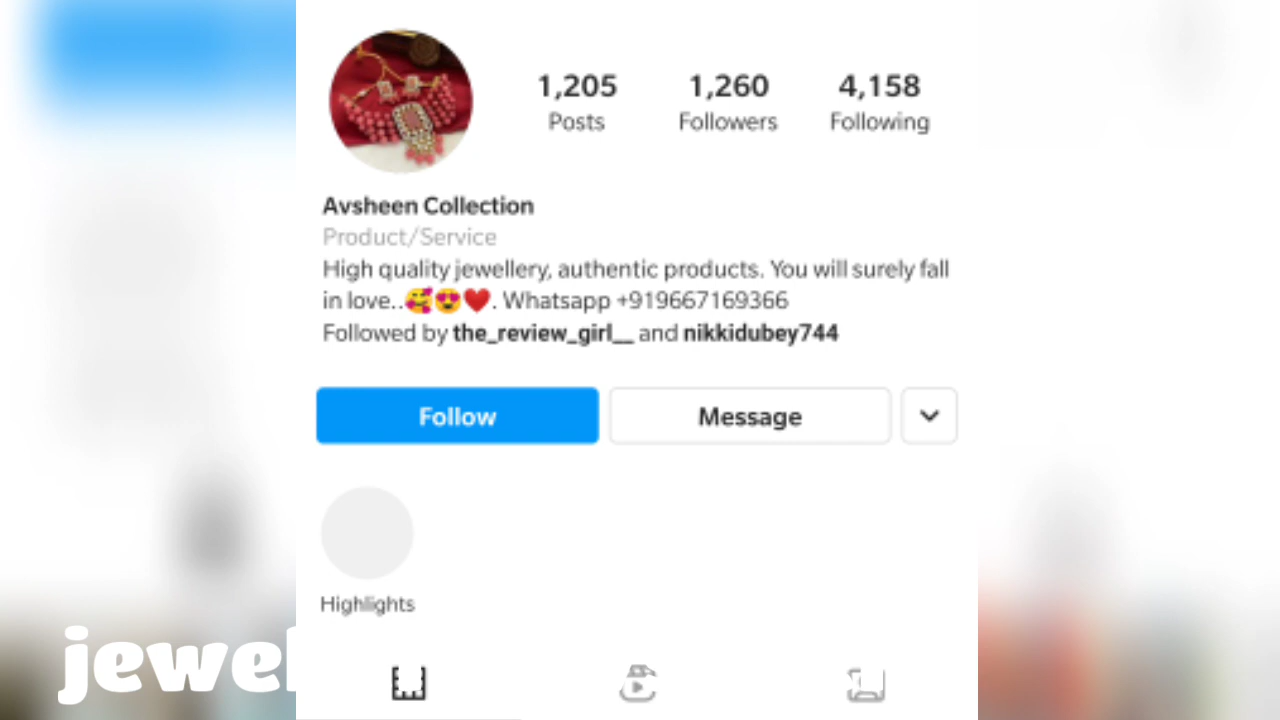 1,205 1,260 4,158
Posts Followers Following
Avsheen Collection
Product/Service
High quality jewellery, authentic products. You will surely fall
in love..🥰😍❤️. Whatsapp +919667169366
Followed by the_review_girl__ and nikkidubey744
Follow Message
Highlights
jewel